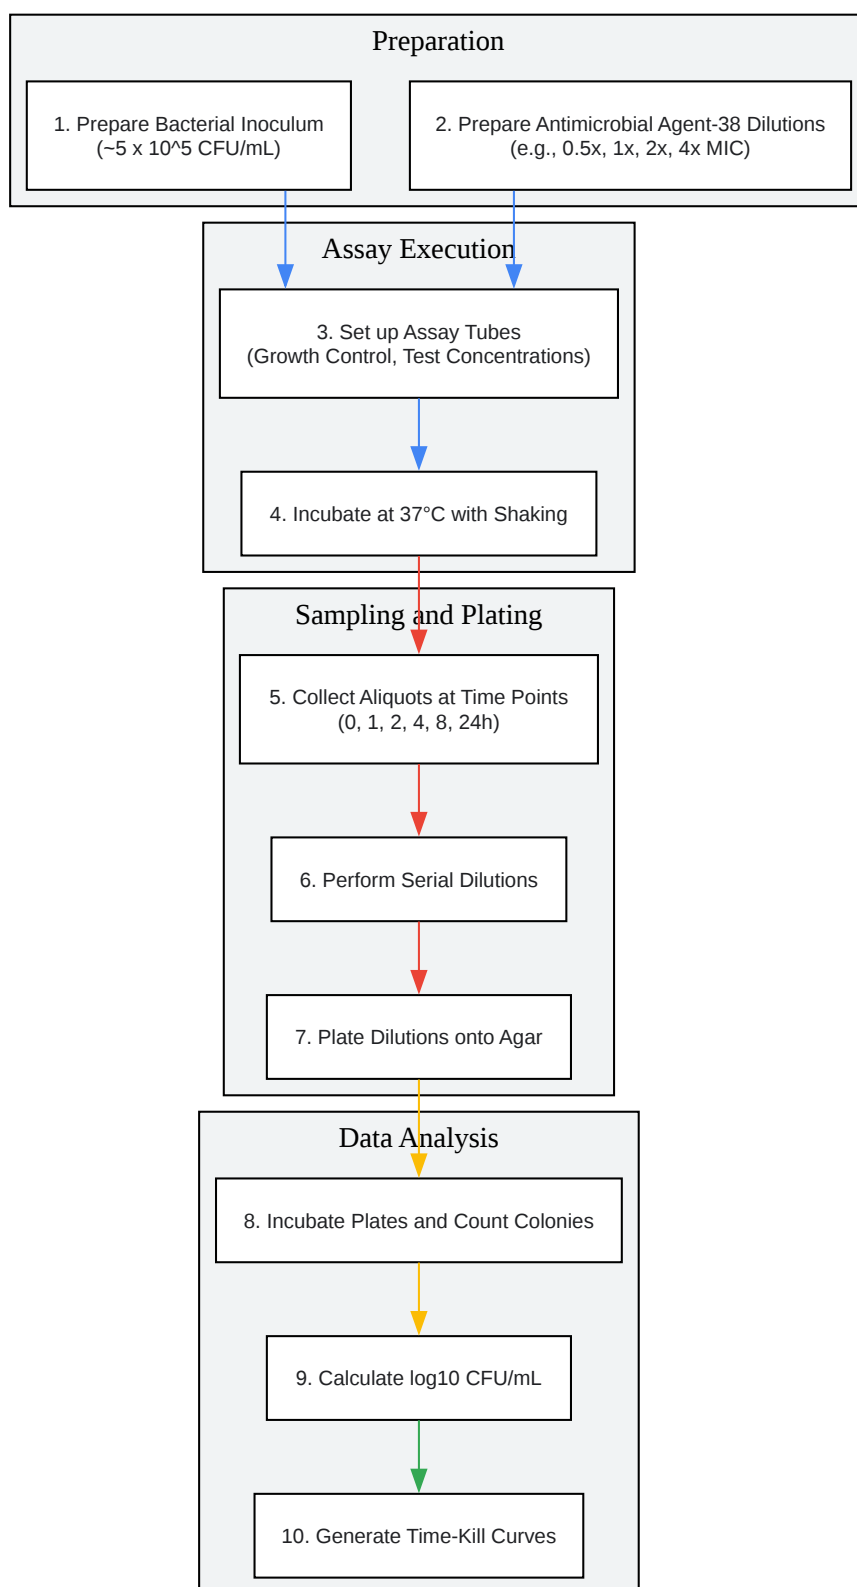 Preparation
1. Prepare Bacterial Inoculum
(~5 x 10^5 CFU/mL)
2. Prepare Antimicrobial Agent-38 Dilutions
(e.g., 0.5x, 1x, 2x, 4x MIC)
Assay Execution
3. Set up Assay Tubes
(Growth Control, Test Concentrations)
4. Incubate at 37°C with Shaking
Sampling and Plating
5. Collect Aliquots at Time Points
(0, 1, 2, 4, 8, 24h)
6. Perform Serial Dilutions
7. Plate Dilutions onto Agar
Data Analysis
8. Incubate Plates and Count Colonies
9. Calculate log10 CFU/mL
10. Generate Time-Kill Curves